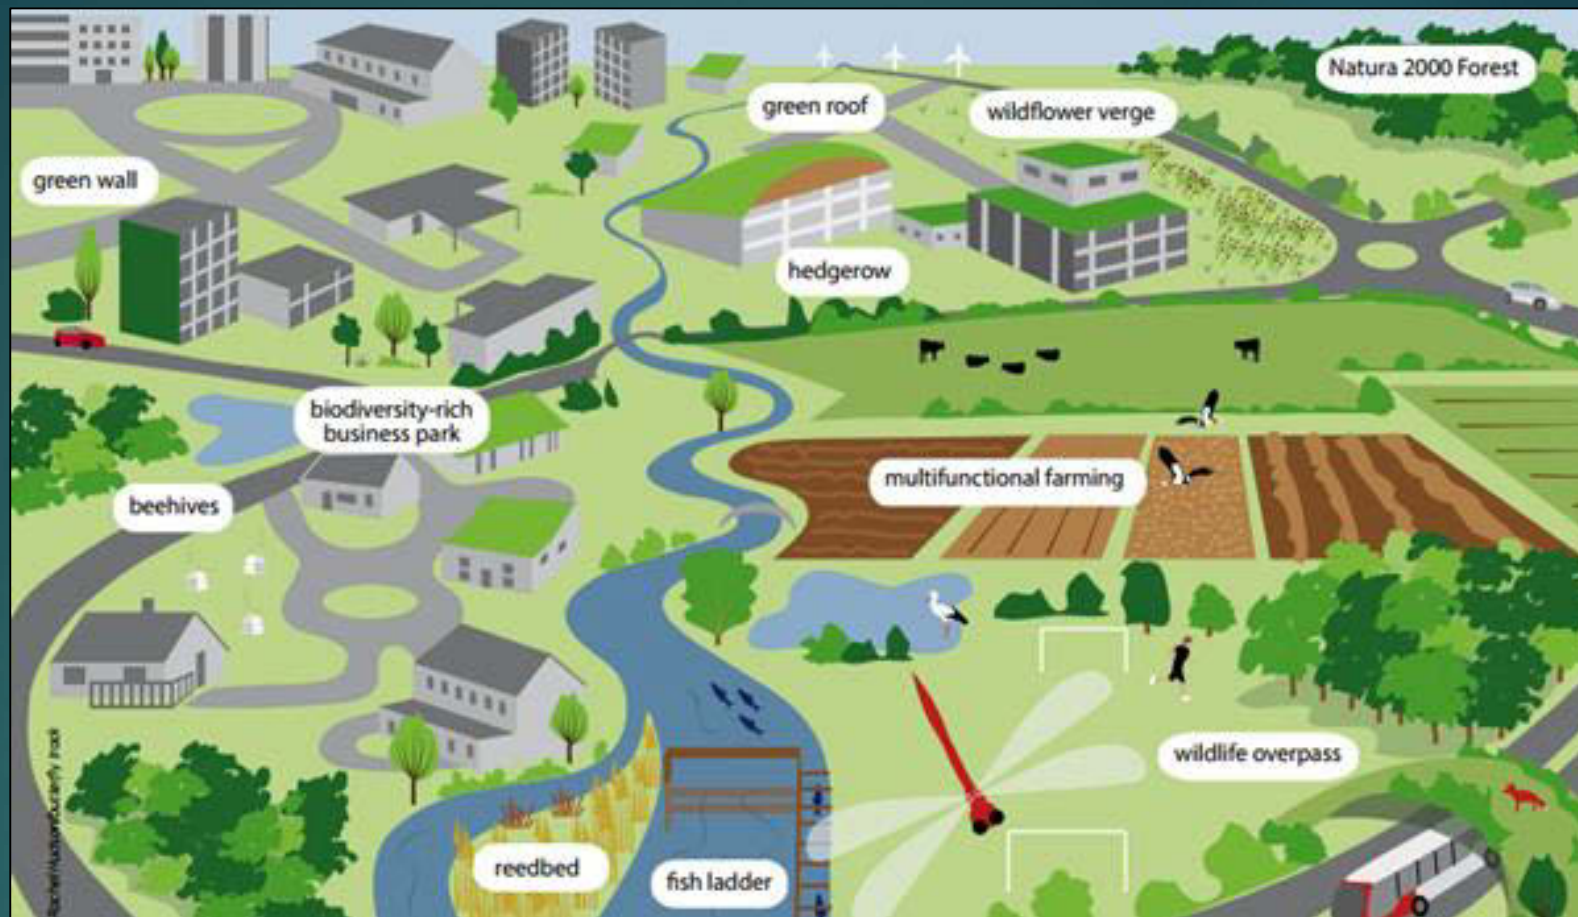 Natura 2000 Forest
green roof
wildflower verge
green wall
hedgerow
biodiversity-rich
business park
multifunctional farming
beehives
wildlife overpass
reedbed
fish ladder